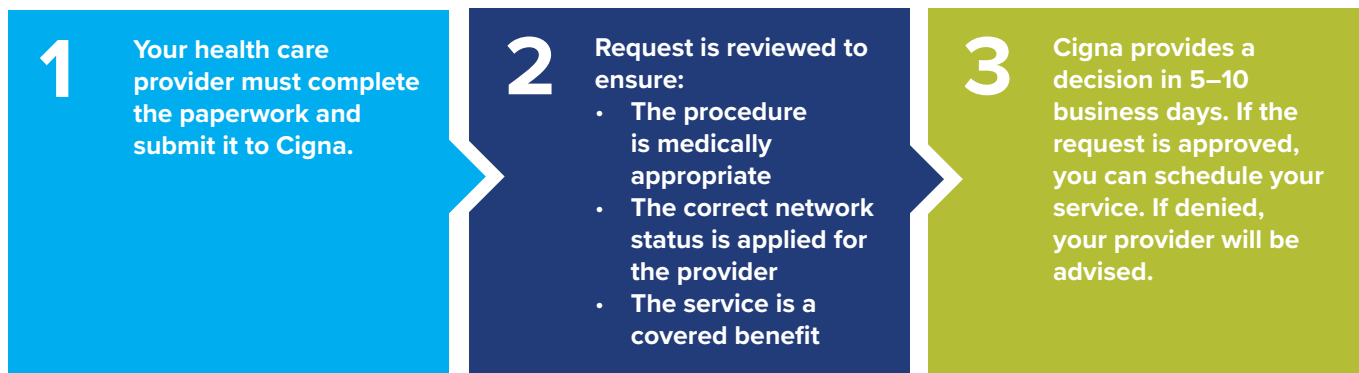 1
Your health care
provider must complete
the paperwork and
submit it to Cigna.
2
Request is reviewed to
ensure:
• The procedure
is medically
appropriate
• The correct network
status is applied for
the provider
• The service is a
covered benefit
3
Cigna provides a
decision in 5–10
business days. If the
request is approved,
you can schedule your
service. If denied,
your provider will be
advised.